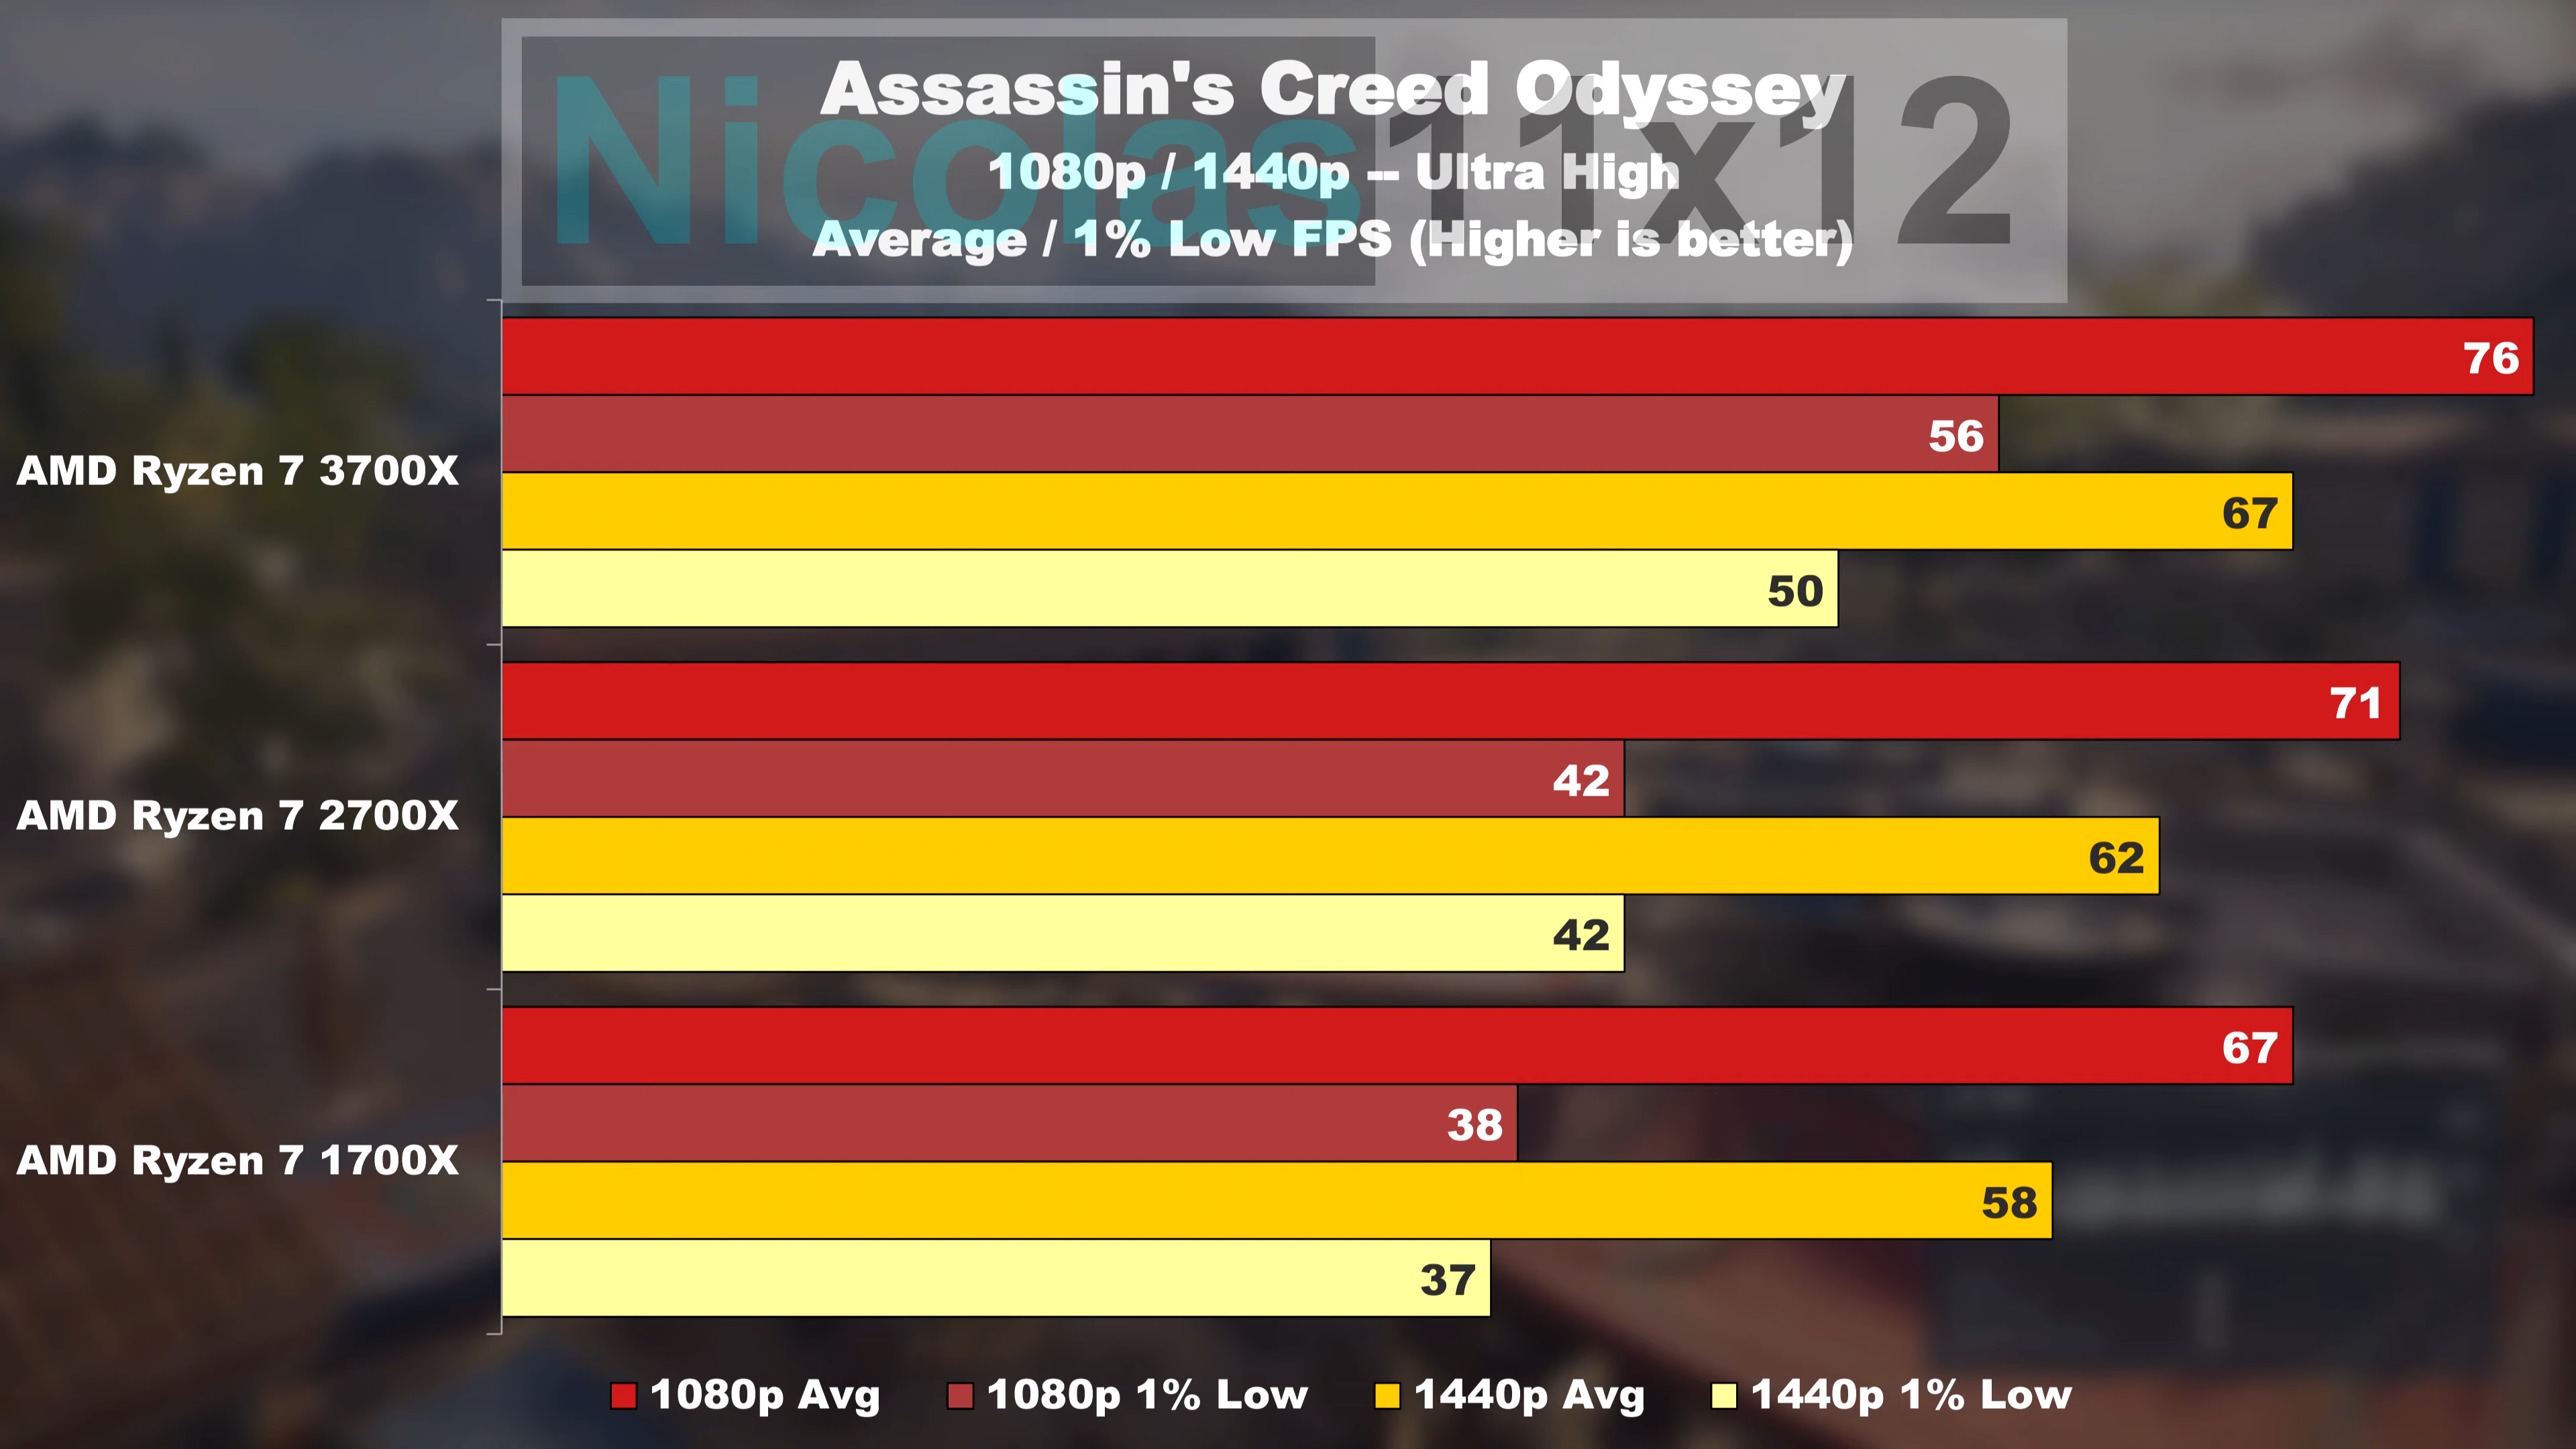 Nicolas11x12
Assassin's Creed Odyssey
1080p / 1440p -- Ultra High
Average / 1% Low FPS (Higher is better)
AMD Ryzen 7 3700X
76
56
67
50
AMD Ryzen 7 2700X
71
42
62
42
AMD Ryzen 7 1700X
67
38
58
37
1080p Avg 1080p 1% Low 1440p Avg 1440p 1% Low